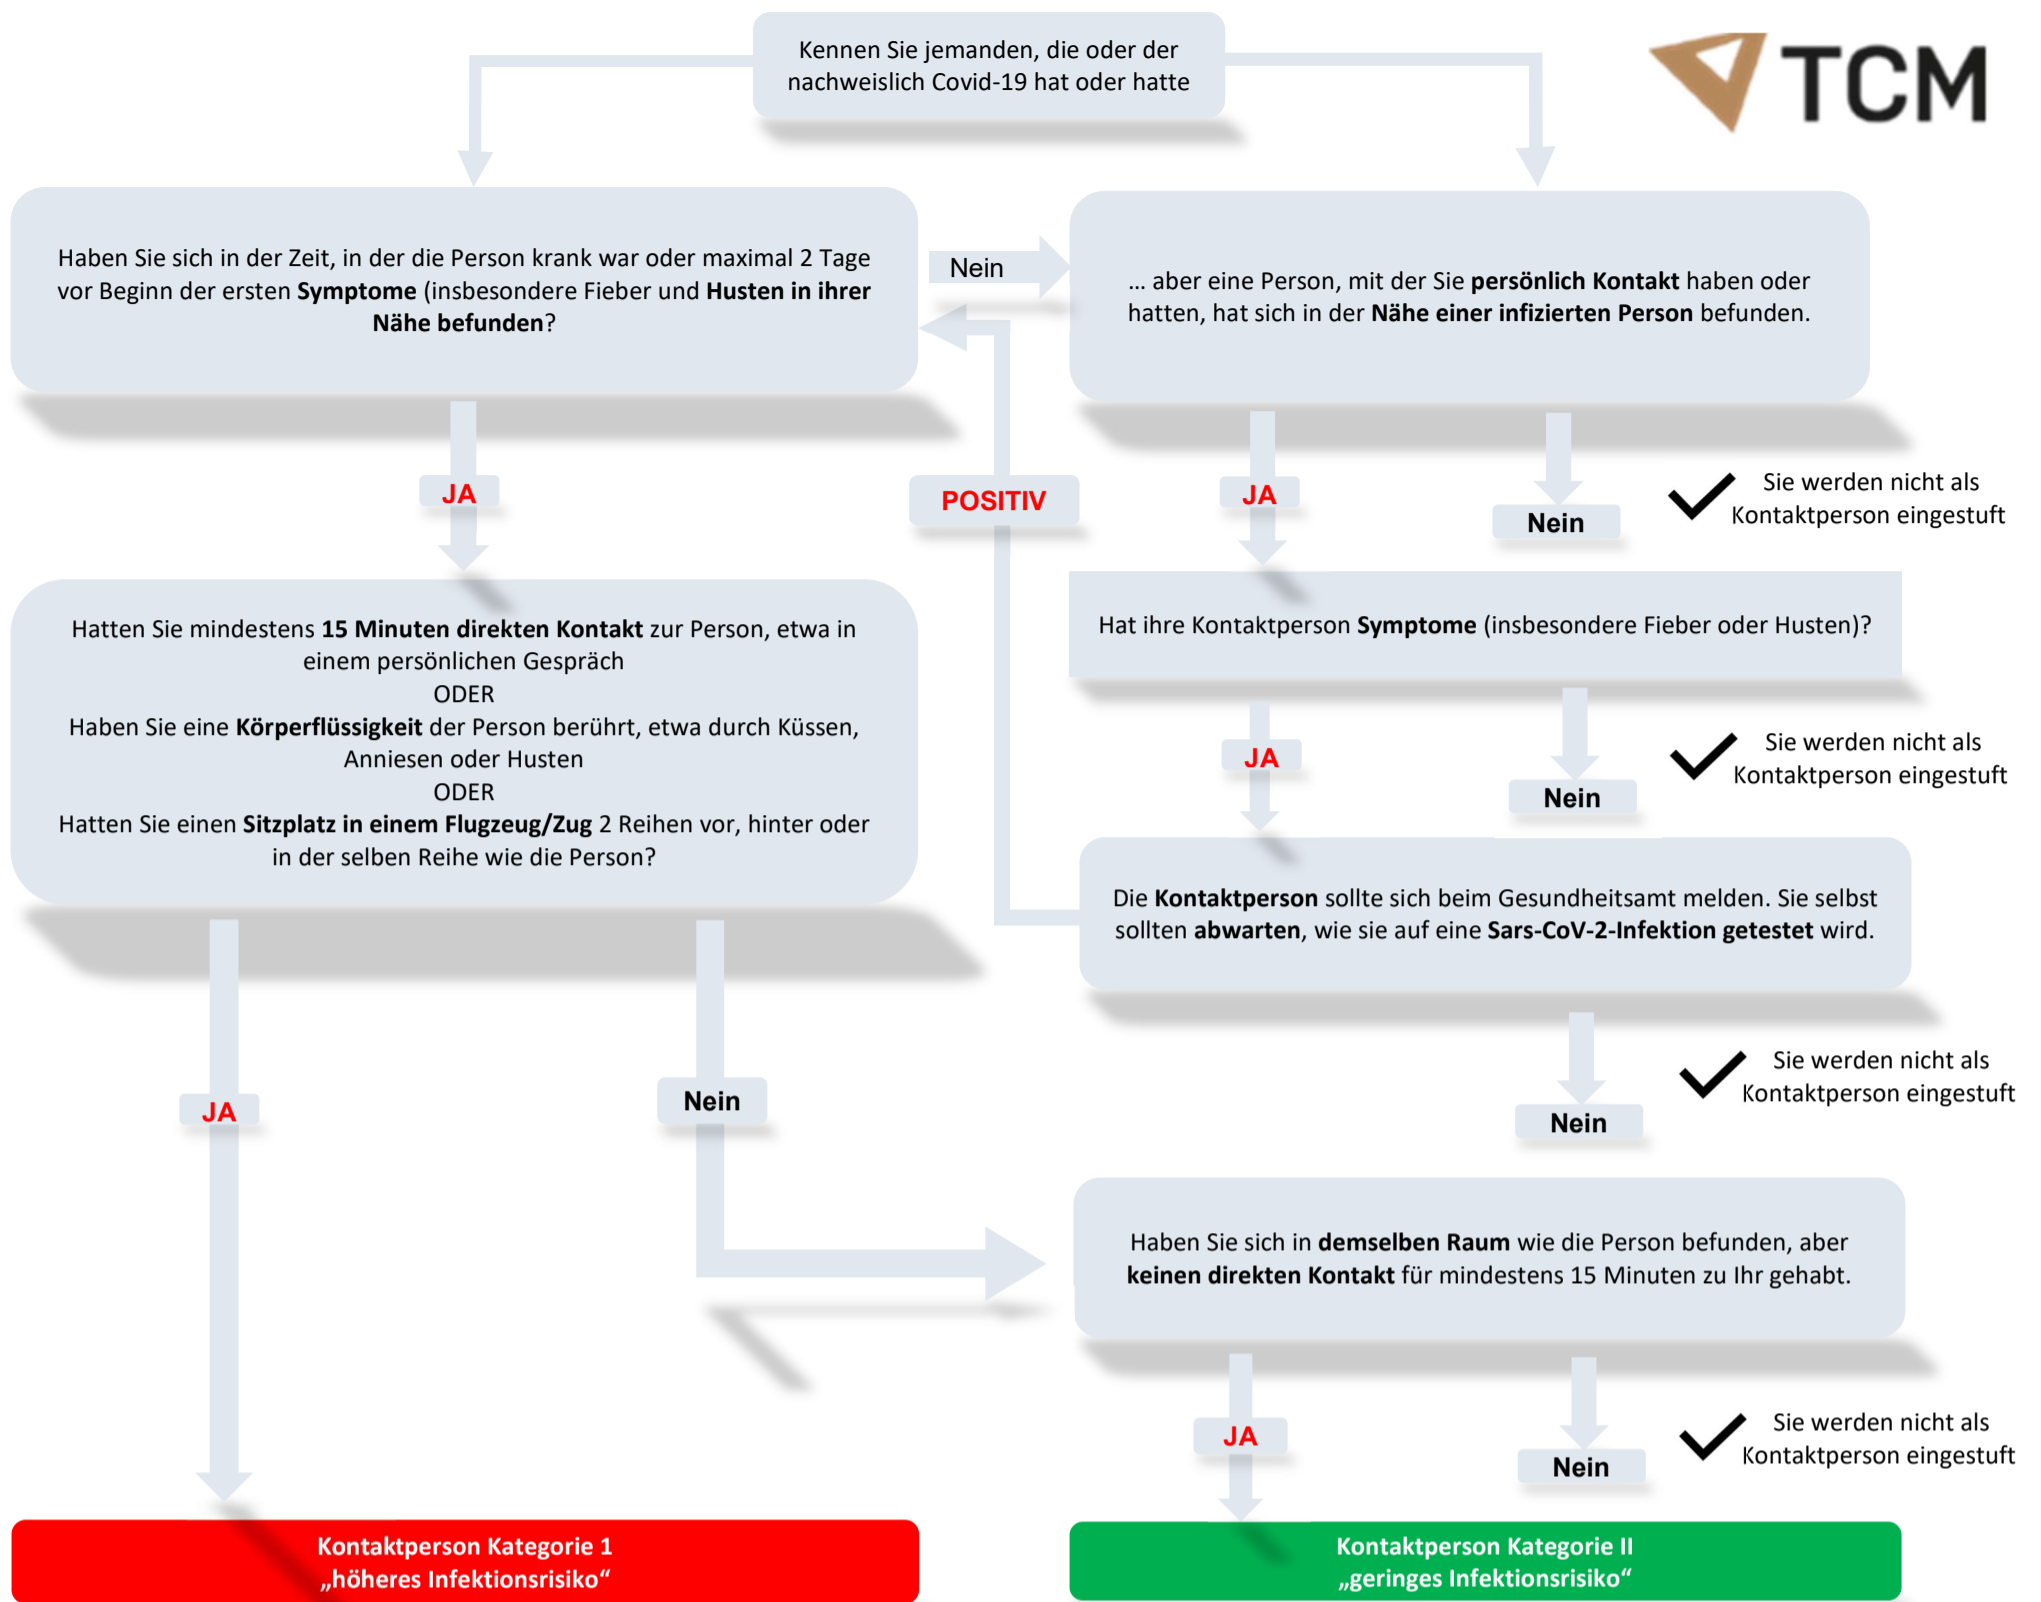 Kennen Sie jemanden, die oder der
nachweislich Covid-19 hat oder hatte
TCM
Haben Sie sich in der Zeit, in der die Person krank war oder maximal 2 Tage
vor Beginn der ersten Symptome (insbesondere Fieber und Husten in ihrer
Nähe befunden?
Nein
... aber eine Person, mit der Sie persönlich Kontakt haben oder
hatten, hat sich in der Nähe einer infizierten Person befunden.
JA
POSITIV
JA
Nein
Sie werden nicht als
Kontaktperson eingestuft
Hatten Sie mindestens 15 Minuten direkten Kontakt zur Person, etwa in
einem persönlichen Gespräch
ODER
Haben Sie eine Körperflüssigkeit der Person berührt, etwa durch Küssen,
Anniesen oder Husten
ODER
Hatten Sie einen Sitzplatz in einem Flugzeug/Zug 2 Reihen vor, hinter oder
in der selben Reihe wie die Person?
Hat ihre Kontaktperson Symptome (insbesondere Fieber oder Husten)?
JA
Nein
Sie werden nicht als
Kontaktperson eingestuft
Die Kontaktperson sollte sich beim Gesundheitsamt melden. Sie selbst
sollten abwarten, wie sie auf eine Sars-CoV-2-Infektion getestet wird.
Nein
Sie werden nicht als
Kontaktperson eingestuft
JA
Nein
Haben Sie sich in demselben Raum wie die Person befunden, aber
keinen direkten Kontakt für mindestens 15 Minuten zu Ihr gehabt.
JA
Nein
Sie werden nicht als
Kontaktperson eingestuft
Kontaktperson Kategorie 1
„höheres Infektionsrisiko“
Kontaktperson Kategorie II
„geringes Infektionsrisiko“